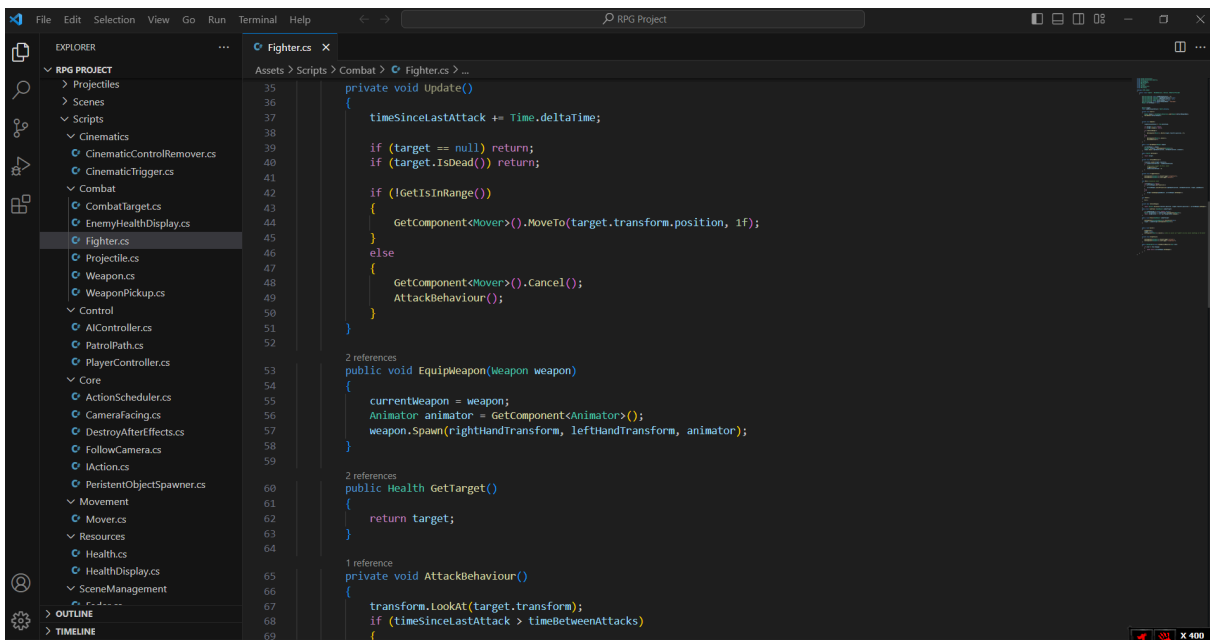 File Edit Selection View Go Run Terminal Help
RPG Project
EXPLORER
Fighter.cs
RPG PROJECT
Assets > Scripts > Combat > Fighter.cs > ...
Projectiles
Scenes
Scripts
Cinematics
CinematicControlRemover.cs
CinematicTrigger.cs
Combat
CombatTarget.cs
EnemyHealthDisplay.cs
Fighter.cs
Projectile.cs
Weapon.cs
WeaponPickup.cs
Control
AIController.cs
PatrolPath.cs
PlayerController.cs
Core
ActionScheduler.cs
CameraFacing.cs
DestroyAfterEffects.cs
FollowCamera.cs
IAction.cs
PeristentObjectSpawner.cs
Movement
Mover.cs
Resources
Health.cs
HealthDisplay.cs
SceneManagement
OUTLINE
TIMELINE
35 private void Update()
36 {
37 timeSinceLastAttack += Time.deltaTime;
38
39 if (target == null) return;
40 if (target.IsDead()) return;
41
42 if (!GetIsInRange())
43 {
44 GetComponent<Mover>().MoveTo(target.transform.position, 1f);
45 }
46 else
47 {
48 GetComponent<Mover>().Cancel();
49 AttackBehaviour();
50 }
51 }
52
2 references
53 public void EquipWeapon(Weapon weapon)
54 {
55 currentWeapon = weapon;
56 Animator animator = GetComponent<Animator>();
57 weapon.Spawn(rightHandTransform, leftHandTransform, animator);
58 }
59
2 references
60 public Health GetTarget()
61 {
62 return target;
63 }
64
1 reference
65 private void AttackBehaviour()
66 {
67 transform.LookAt(target.transform);
68 if (timeSinceLastAttack > timeBetweenAttacks)
69 {
X 400